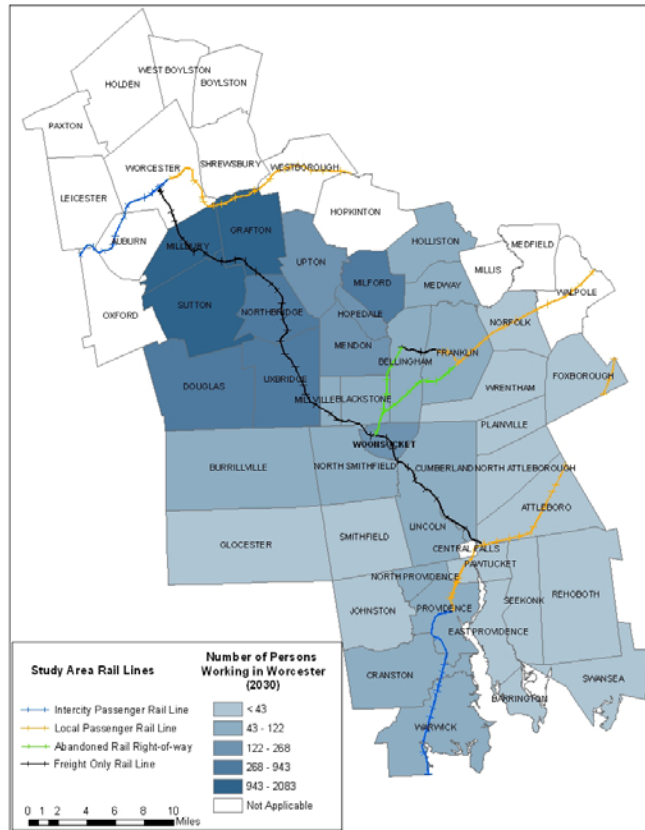 WEST BOYLSTON
HOLDEN
BOYLSTON
PAXTON
WORCESTER
SHREWSBURY
WESTBOROUGH
LEICESTER
HOPKINTON
AUBURN
MILLBURY
GRAFTON
HOLLISTON
MEDFIELD
UPTON
MILLIS
MILFORD
MEDWAY
WALPOLE
OXFORD
SUTTON
NORTHBRIDGE
HOPEDALE
NORFOLK
MENDON
FRANKLIN
BELLINGHAM
FOXBOROUGH
DOUGLAS
UXBRIDGE
WRENTHAM
MILLVILLE
BLACKSTONE
PLAINVILLE
WOONSOCKET
BURRILLVILLE
NORTH SMITHFIELD
CUMBERLAND
NORTH ATTLEBOROUGH
ATTLEBORO
LINCOLN
GLOCESTER
SMITHFIELD
CENTRAL FALLS
PAWTUCKET
NORTH PROVIDENCE
SEEKONK
REHOBOTH
JOHNSTON
PROVIDENCE
EAST PROVIDENCE
CRANSTON
SWANSEA
BARRINGTON
WARWICK
Study Area Rail Lines
Intercity Passenger Rail Line
Local Passenger Rail Line
Abandoned Rail Right-of-way
Freight Only Rail Line
Number of Persons
Working in Worcester
(2030)
< 43
43 - 122
122 - 268
268 - 943
943 - 2083
Not Applicable
0 1 2 4 6 8 10
Miles